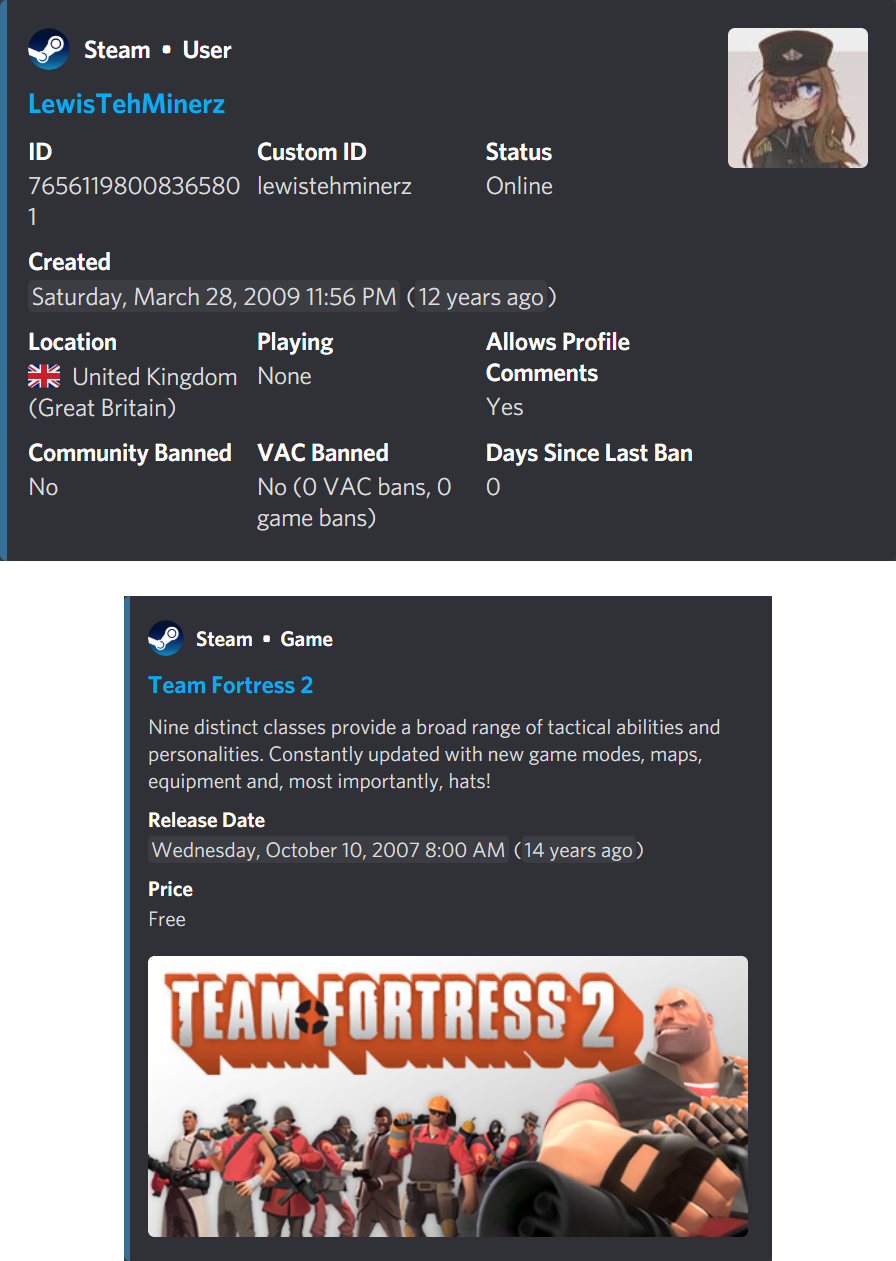 Steam • User
LewisTehMinerz
ID Custom ID Status
7656119800836580 lewistehminerz Online
1
Created
Saturday, March 28, 2009 11:56 PM (12 years ago)
Location Playing Allows Profile
Comments
United Kingdom None
(Great Britain) Yes
Community Banned VAC Banned Days Since Last Ban
No No (0 VAC bans, 0 0
game bans)
Steam • Game
Team Fortress 2
Nine distinct classes provide a broad range of tactical abilities and
personalities. Constantly updated with new game modes, maps,
equipment and, most importantly, hats!
Release Date
Wednesday, October 10, 2007 8:00 AM (14 years ago)
Price
Free
TEAM FORTRESS 2